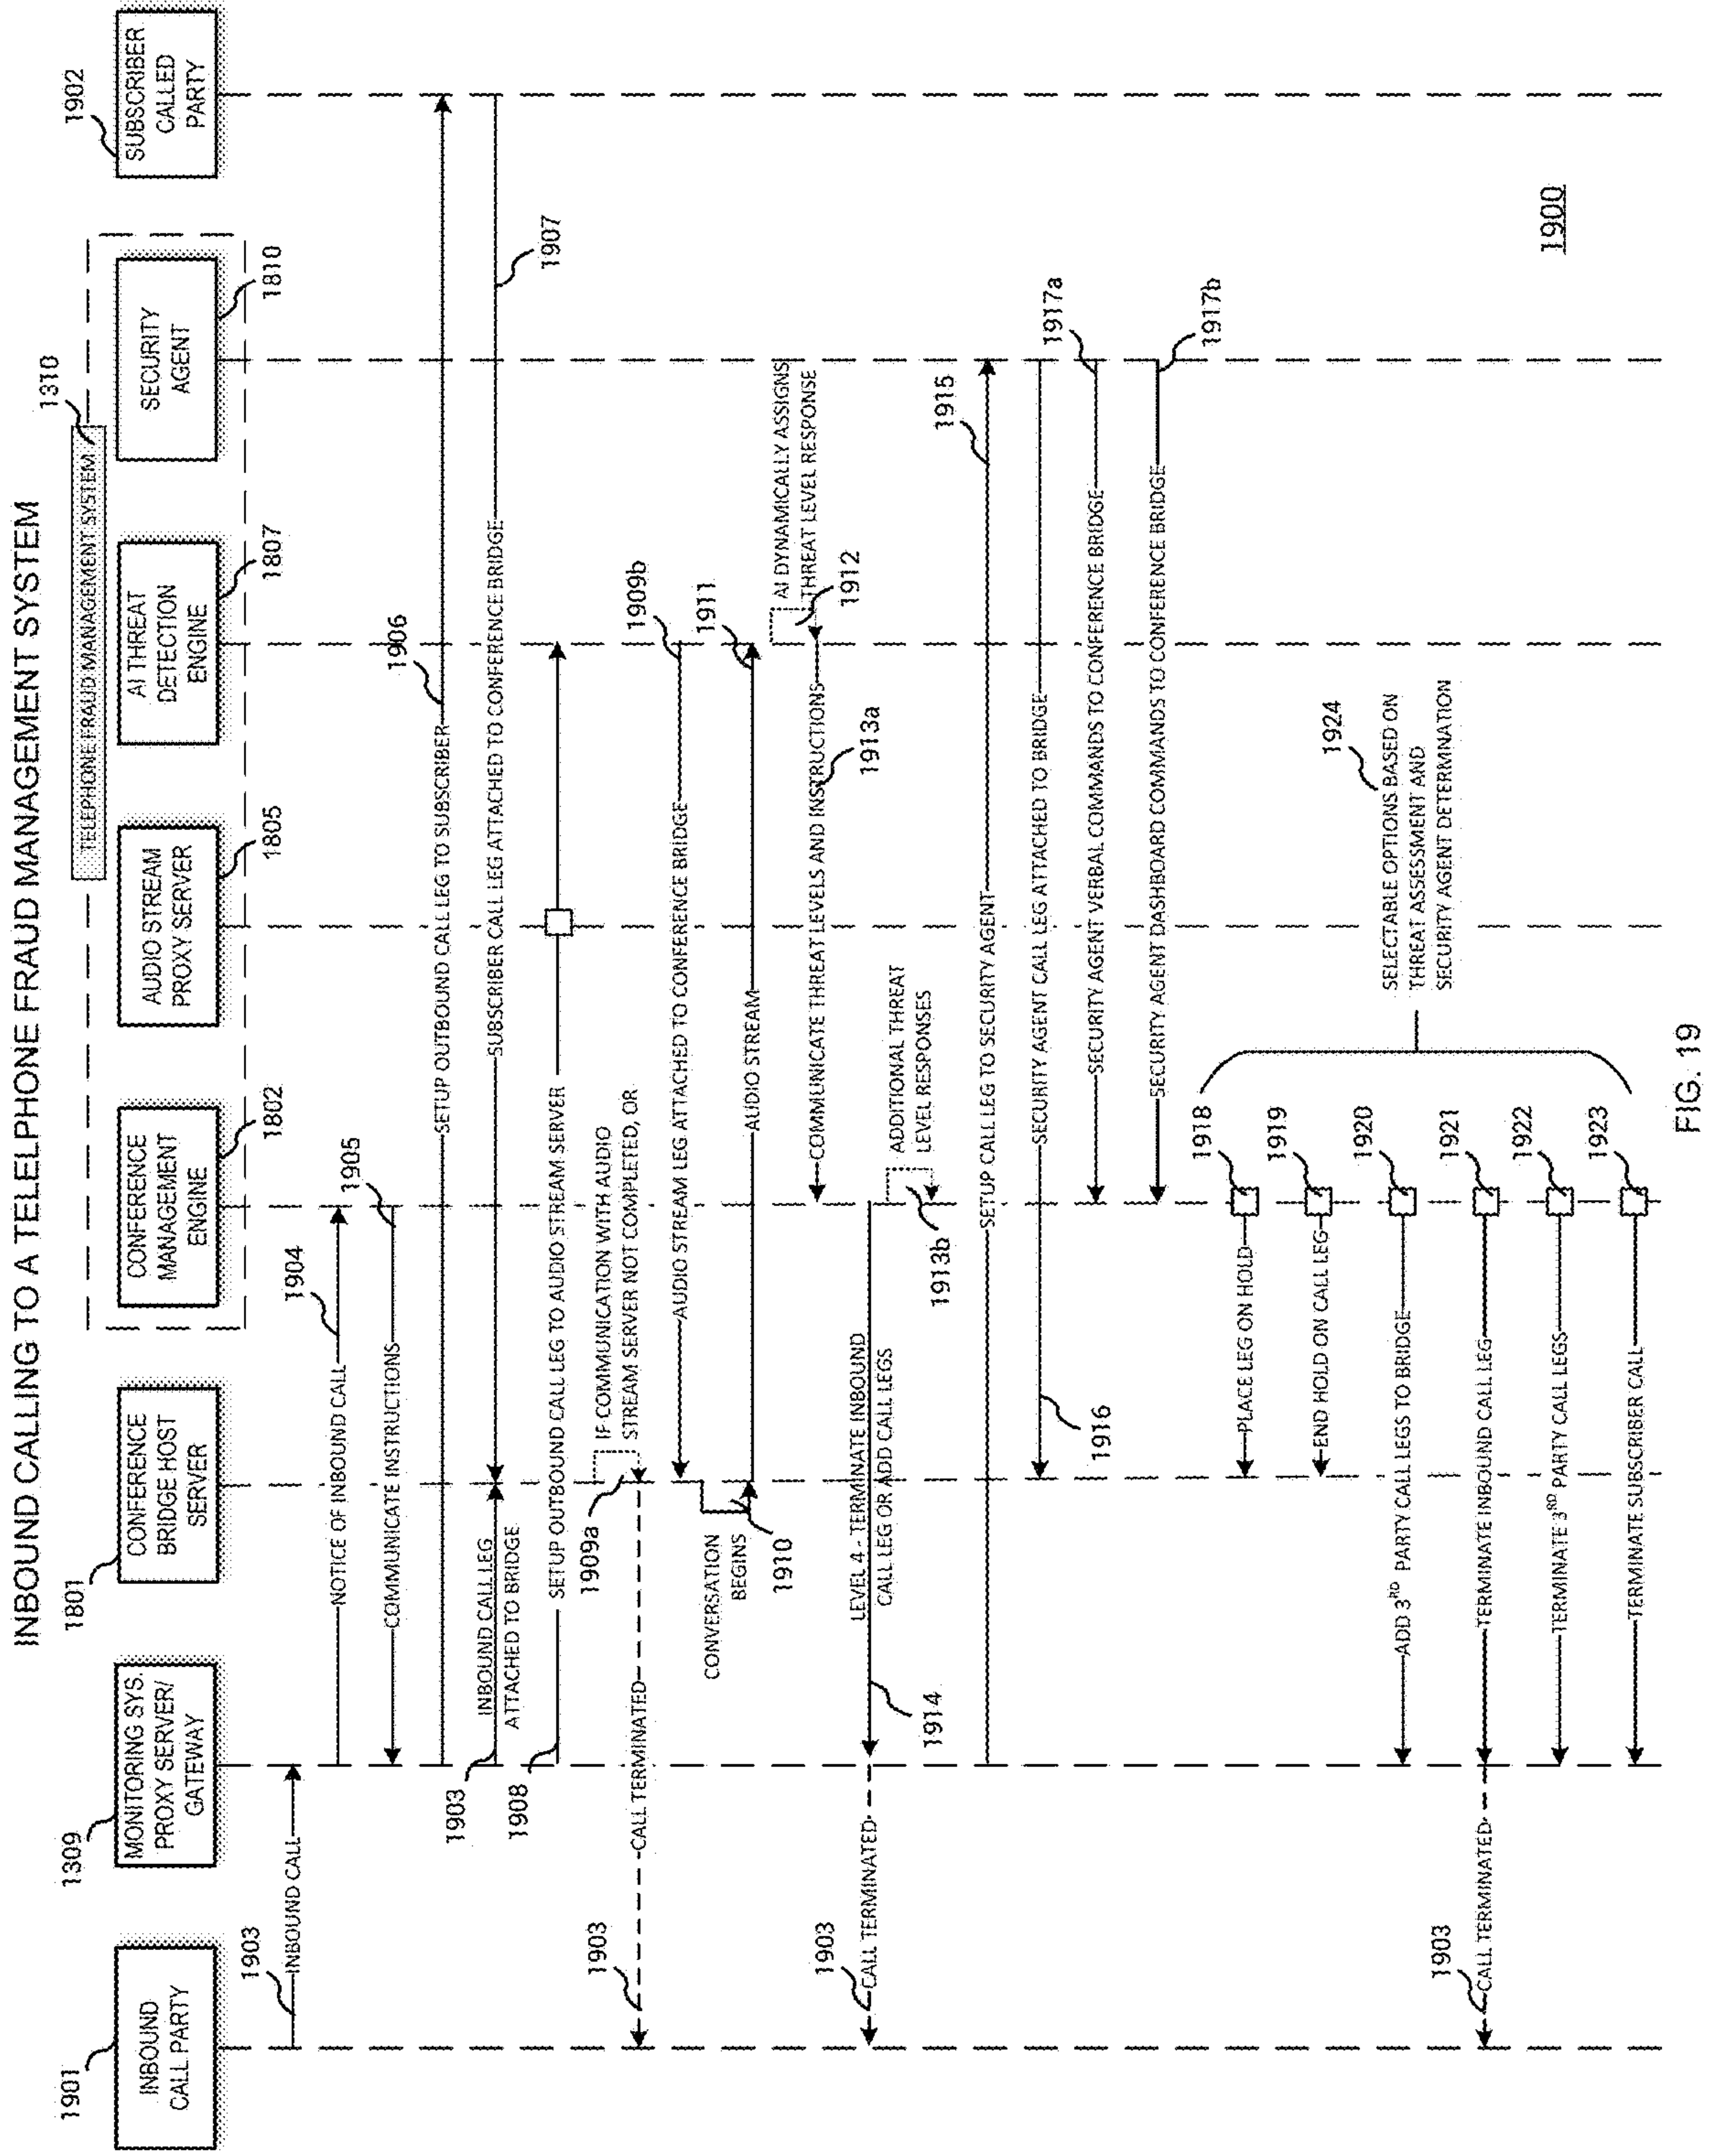 INBOUND CALLING TO A TELELPHONE FRAUD MANAGEMENT SYSTEM
1901
INBOUND
CALL PARTY
1309
MONITORING SYS.
PROXY SERVER/
GATEWAY
1801
CONFERENCE
BRIDGE HOST
SERVER
TELEPHONE FRAUD MANAGEMENT SYSTEM
1310
CONFERENCE
MANAGEMENT
ENGINE
1802
AUDIO STREAM
PROXY SERVER
1805
AI THREAT
DETECTION
ENGINE
1807
SECURITY
AGENT
1810
1902
SUBSCRIBER
CALLED
PARTY
1903
INBOUND CALL
NOTICE OF INBOUND CALL
1904
COMMUNICATE INSTRUCTIONS
1905
SETUP OUTBOUND CALL LEG TO SUBSCRIBER
1906
1903
INBOUND CALL LEG
ATTACHED TO BRIDGE
SUBSCRIBER CALL LEG ATTACHED TO CONFERENCE BRIDGE
1907
1908
SETUP OUTBOUND CALL LEG TO AUDIO STREAM SERVER
1909a
IF COMMUNICATION WITH AUDIO
STREAM SERVER NOT COMPLETED, OR
1903
CALL TERMINATED
AUDIO STREAM LEG ATTACHED TO CONFERENCE BRIDGE
1909b
CONVERSATION
BEGINS
1910
AUDIO STREAM
1911
AI DYNAMICALLY ASSIGNS
THREAT LEVEL RESPONSE
1912
COMMUNICATE THREAT LEVELS AND INSTRUCTIONS
1913a
1903
CALL TERMINATED
1914
LEVEL 4 - TERMINATE INBOUND
CALL LEG OR ADD CALL LEGS
1913b
ADDITIONAL THREAT
LEVEL RESPONSES
SETUP CALL LEG TO SECURITY AGENT
1915
1916
SECURITY AGENT CALL LEG ATTACHED TO BRIDGE
SECURITY AGENT VERBAL COMMANDS TO CONFERENCE BRIDGE
1917a
SECURITY AGENT DASHBOARD COMMANDS TO CONFERENCE BRIDGE
1917b
PLACE LEG ON HOLD
1918
END HOLD ON CALL LEG
1919
ADD 3RD PARTY CALL LEGS TO BRIDGE
1920
1903
CALL TERMINATED
TERMINATE INBOUND CALL LEG
1921
TERMINATE 3RD PARTY CALL LEGS
1922
TERMINATE SUBSCRIBER CALL
1923
1924
SELECTABLE OPTIONS BASED ON
THREAT ASSESSMENT AND
SECURITY AGENT DETERMINATION
1900
FIG. 19